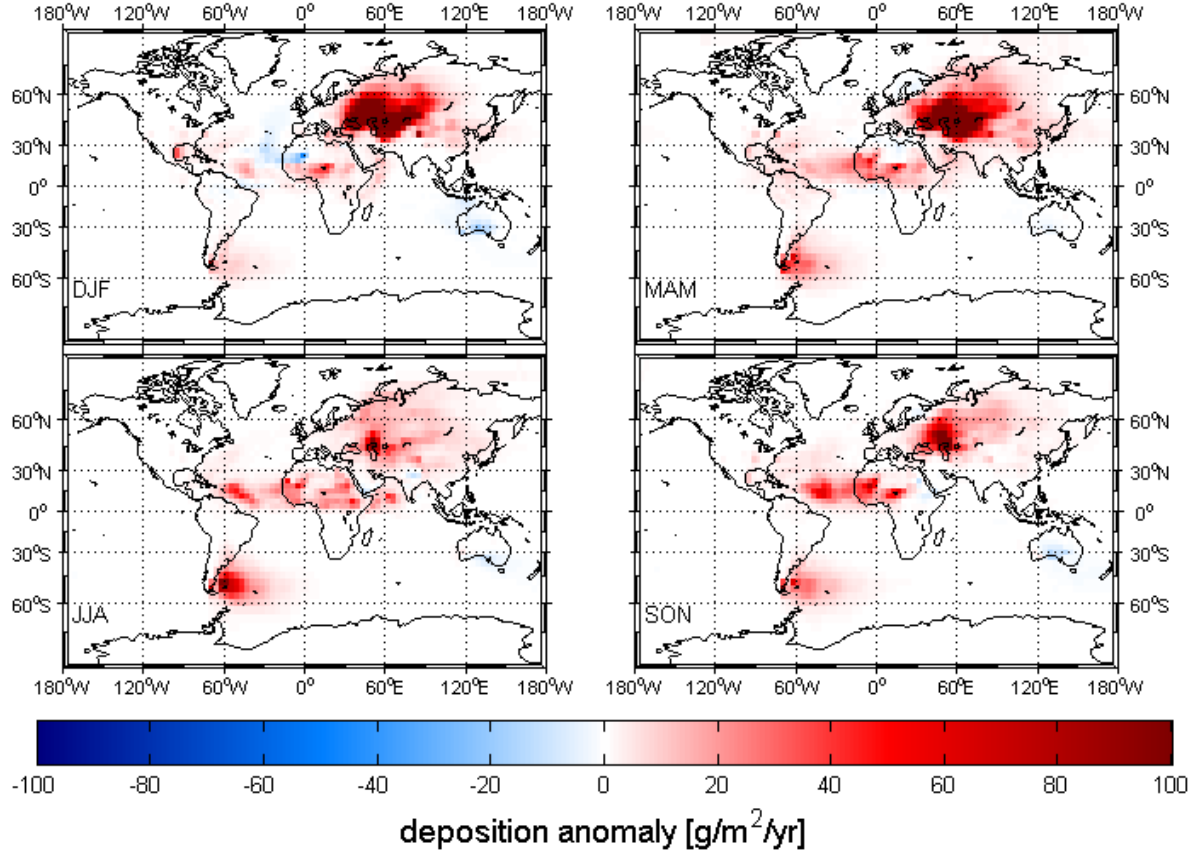 180°W 120°W 60°W 0° 60°E 120°E 180°W 180°W 120°W 60°W 0° 60°E 120°E 180°W
60°N 60°N
30°N 30°N
0° 0°
30°S 30°S
60°S 60°S
DJF MAM
60°N 60°N
30°N 30°N
0° 0°
30°S 30°S
60°S 60°S
JJA SON
180°W 120°W 60°W 0° 60°E 120°E 180°W 180°W 120°W 60°W 0° 60°E 120°E 180°W
-100 -80 -60 -40 -20 0 20 40 60 80 100
deposition anomaly [g/m²/yr]